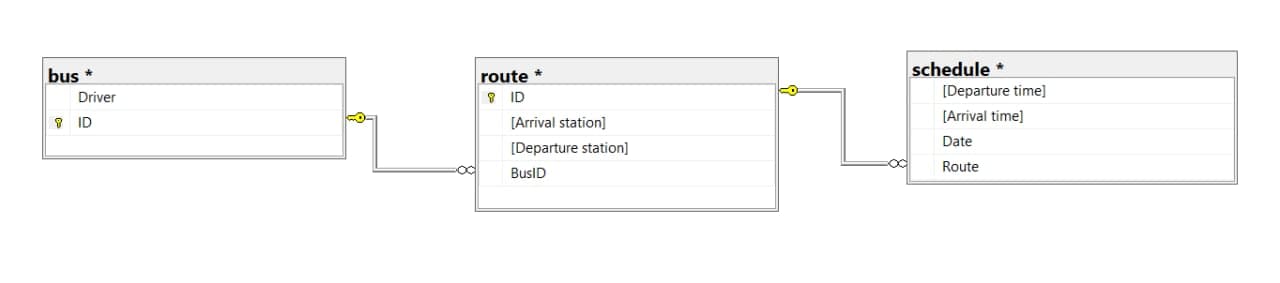 bus *
Driver
ID
route *
ID
[Arrival station]
[Departure station]
BusID
schedule *
[Departure time]
[Arrival time]
Date
Route